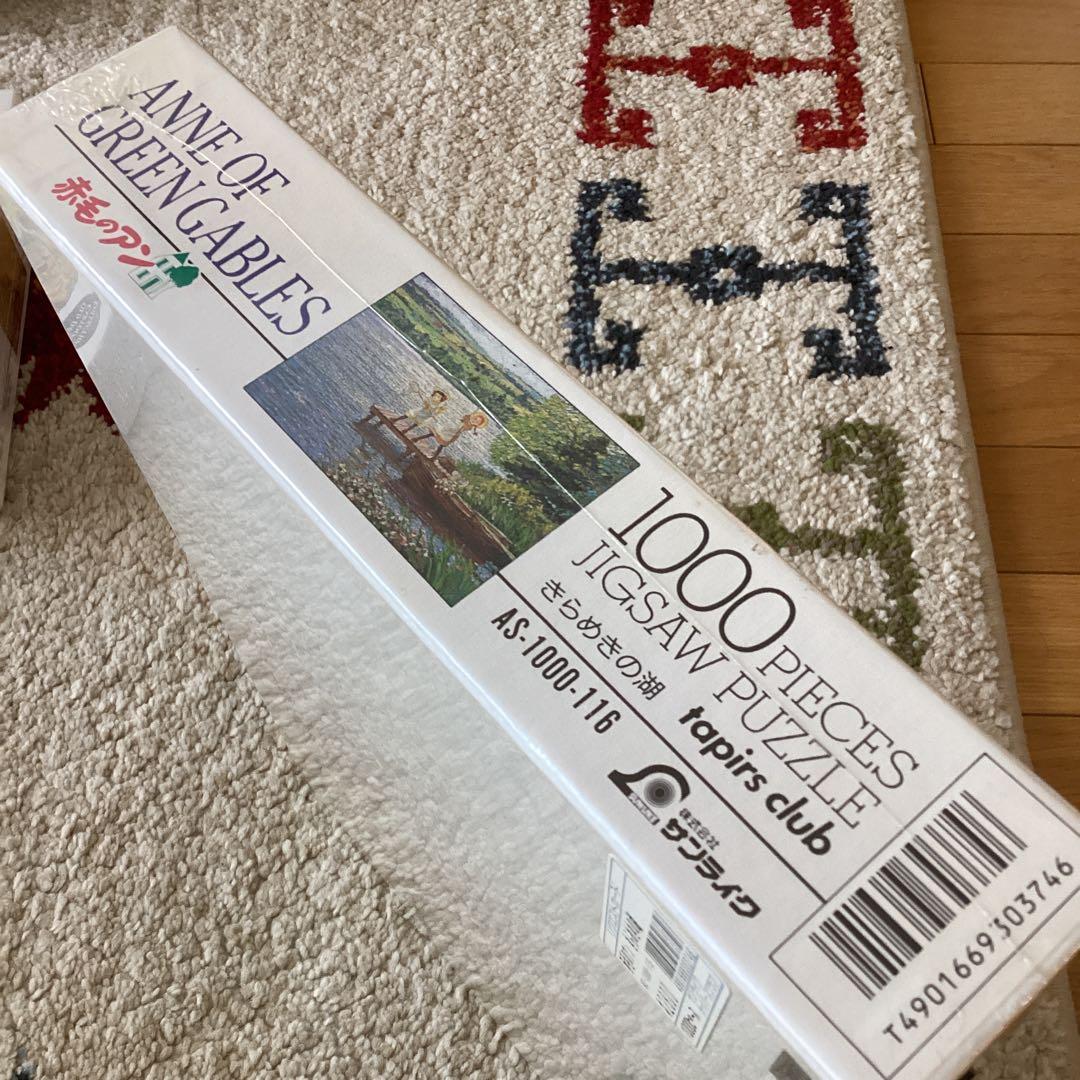 ANNE OF
GREEN GABLES
赤毛のアン
1000 PIECES
JIGSAW PUZZLE
きらめきの湖
tapirs club
AS-1000-116
株式会社
サンライク
T4901669303746